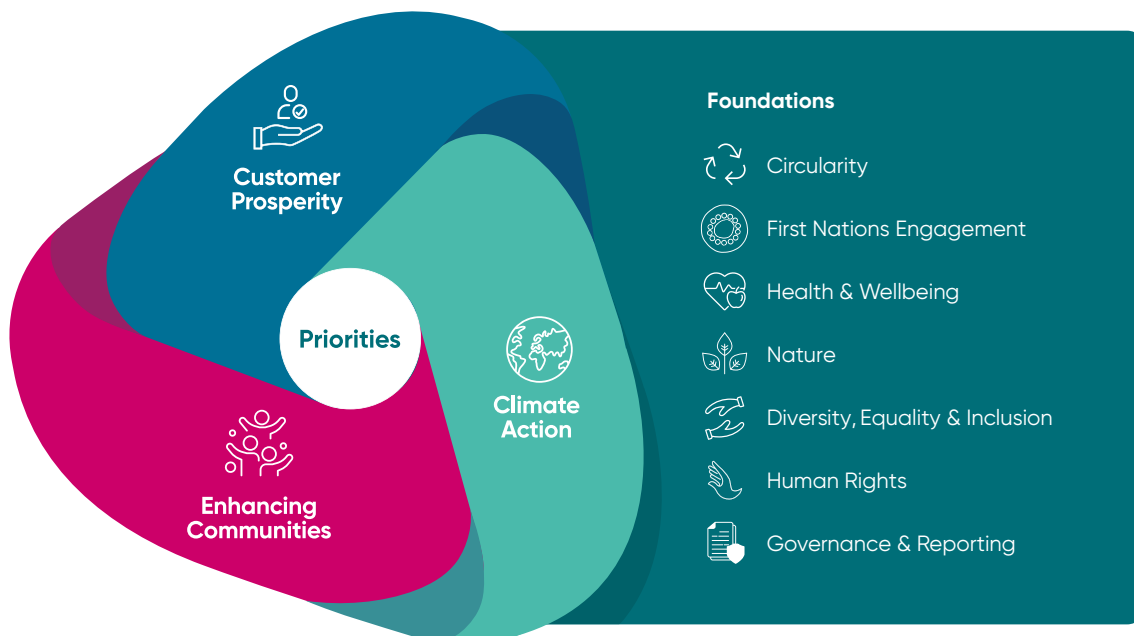 Customer
Prosperity
Priorities
Climate
Action
Enhancing
Communities
Foundations
Circularity
First Nations Engagement
Health & Wellbeing
Nature
Diversity, Equality & Inclusion
Human Rights
Governance & Reporting